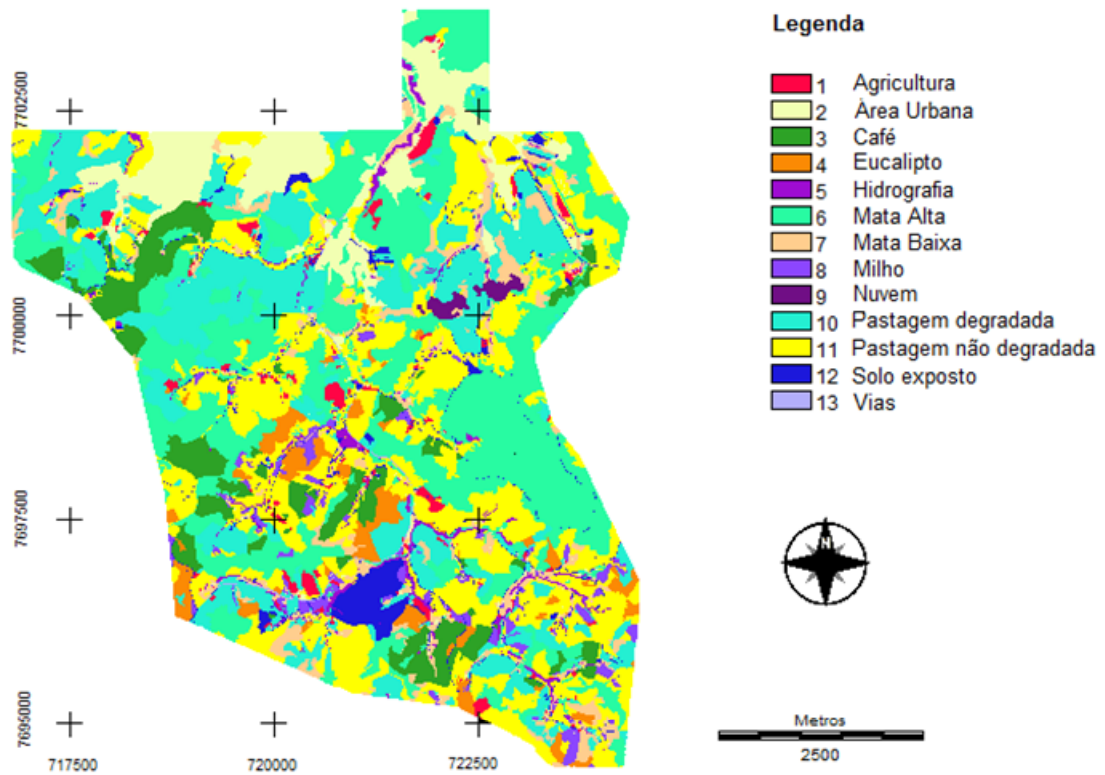 Legenda
1 Agricultura
2 Área Urbana
3 Café
4 Eucalipto
5 Hidrografia
6 Mata Alta
7 Mata Baixa
8 Milho
9 Nuvem
10 Pastagem degradada
11 Pastagem não degradada
12 Solo exposto
13 Vias
7702500
7700000
7697500
7695000
717500
720000
722500
Metros
2500